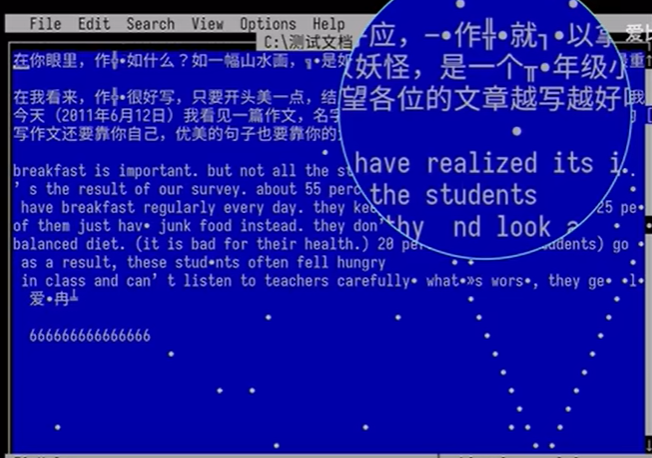 File Edit Search View Options Help
C:\测试文档
应，一•作╬•就┐•以
妖怪，是一个╥•年级小
望各位的文章越写越好
have realized its i
the students
thy nd look a
在你眼里，作╬•如什么？如一幅山水画，╖•是如
在我看来，作╬•很好写，只要开头美一点，结
今天（2011年6月12日）我看见一篇作文，名字
写作文还要靠你自己，优美的句子也要靠你的
breakfast is important. but not all the
’s the result of our survey. about 55 perc
have breakfast regularly every day. they 25 pe•
of them just hav• junk food instead. they don’
balanced diet. (it is bad for their health.) 20 go
as a result, these stud•nts often fell hungry
in class and can’t listen to teachers carefully• what•»s wors•, they ge• •l•
爱•冉╩
666666666666666